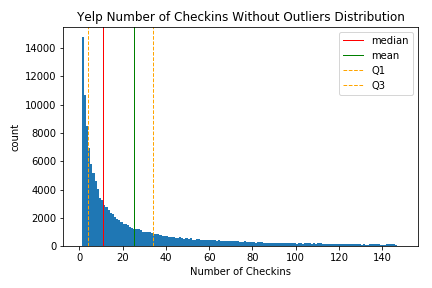 Yelp Number of Checkins Without Outliers Distribution
14000
12000
10000
8000
6000
4000
2000
0
count
median
mean
Q1
Q3
0 20 40 60 80 100 120 140
Number of Checkins